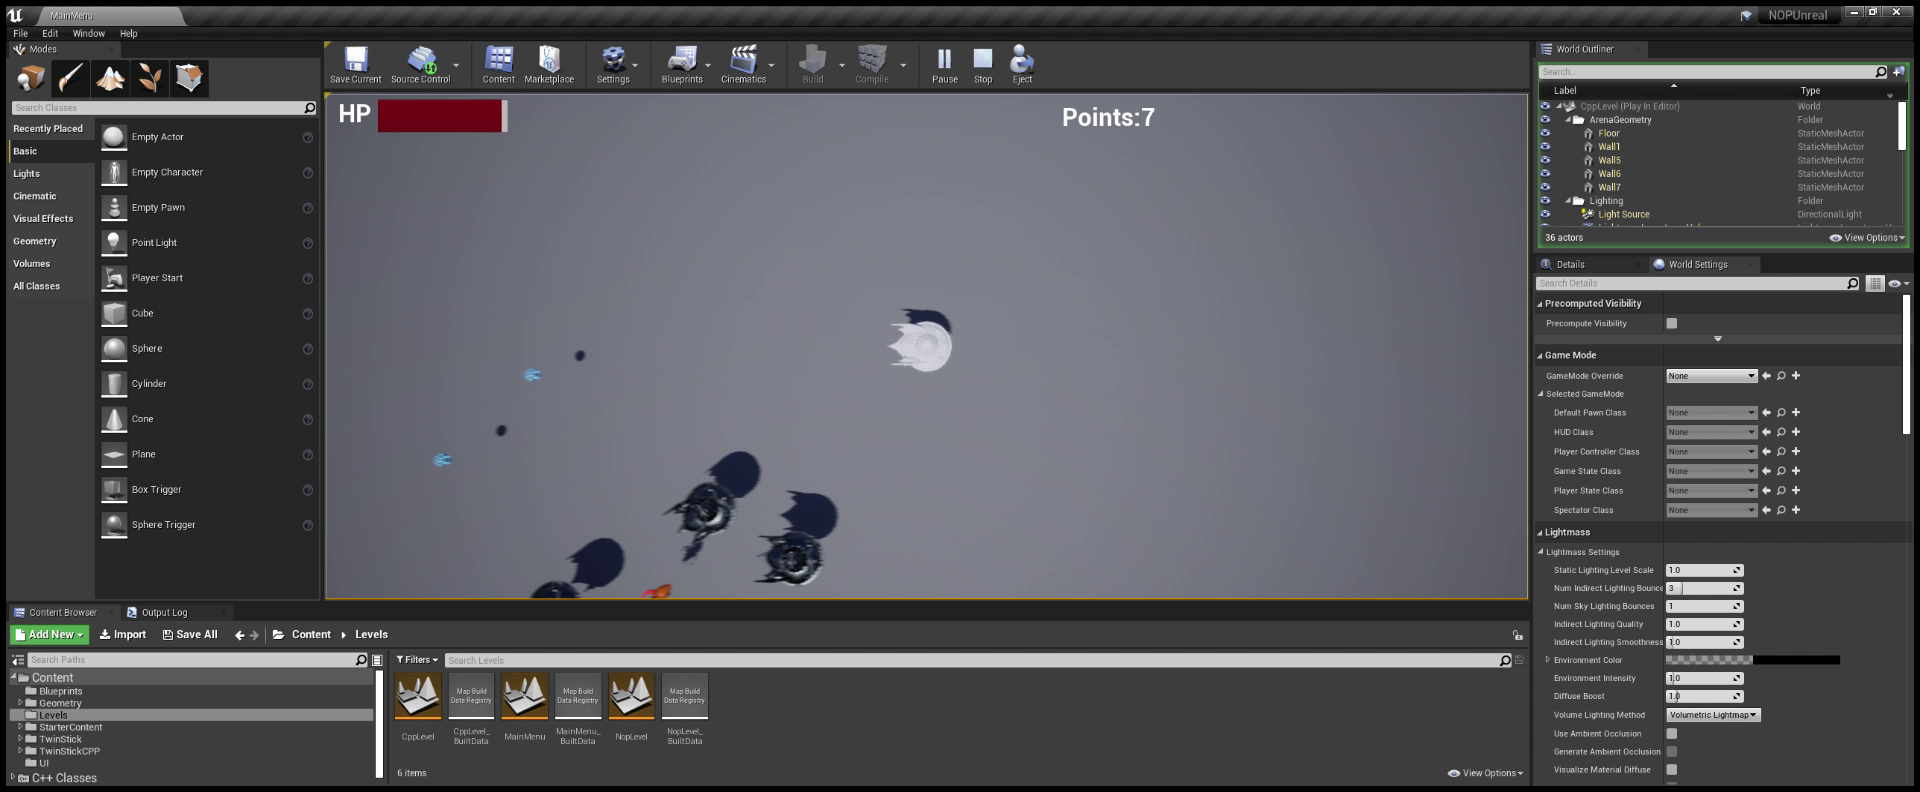 MainMenu
NOPUnreal
File Edit Window Help
Modes
Search Classes
Recently Placed
Basic
Lights
Cinematic
Visual Effects
Geometry
Volumes
All Classes
Empty Actor
Empty Character
Empty Pawn
Point Light
Player Start
Cube
Sphere
Cylinder
Cone
Plane
Box Trigger
Sphere Trigger
Save Current
Source Control
Content
Marketplace
Settings
Blueprints
Cinematics
Build
Compile
Pause
Stop
Eject
HP
Points:7
World Outliner
Search...
Label Type
CppLevel (Play In Editor) World
ArenaGeometry Folder
Floor StaticMeshActor
Wall1 StaticMeshActor
Wall5 StaticMeshActor
Wall6 StaticMeshActor
Wall7 StaticMeshActor
Lighting Folder
Light Source DirectionalLight
36 actors View Options
Details World Settings
Search Details
Precomputed Visibility
Precompute Visibility
Game Mode
GameMode Override None
Selected GameMode
Default Pawn Class None
HUD Class None
Player Controller Class None
Game State Class None
Player State Class None
Spectator Class None
Lightmass
Lightmass Settings
Static Lighting Level Scale 1.0
Num Indirect Lighting Bounce 3
Num Sky Lighting Bounces 1
Indirect Lighting Quality 1.0
Indirect Lighting Smoothness 1.0
Environment Color
Environment Intensity 1.0
Diffuse Boost 1.0
Volume Lighting Method Volumetric Lightmap
Use Ambient Occlusion
Generate Ambient Occlusion
Visualize Material Diffuse
Content Browser Output Log
Add New Import Save All Content Levels
Search Paths
Content
Blueprints
Geometry
Levels
StarterContent
TwinStick
TwinStickCPP
UI
C++ Classes
Filters Search Levels
Map Build
Data Registry
Map Build
Data Registry
Map Build
Data Registry
CppLevel
CppLevel_
BuiltData
MainMenu
MainMenu_
BuiltData
NopLevel
NopLevel_
BuiltData
6 items View Options